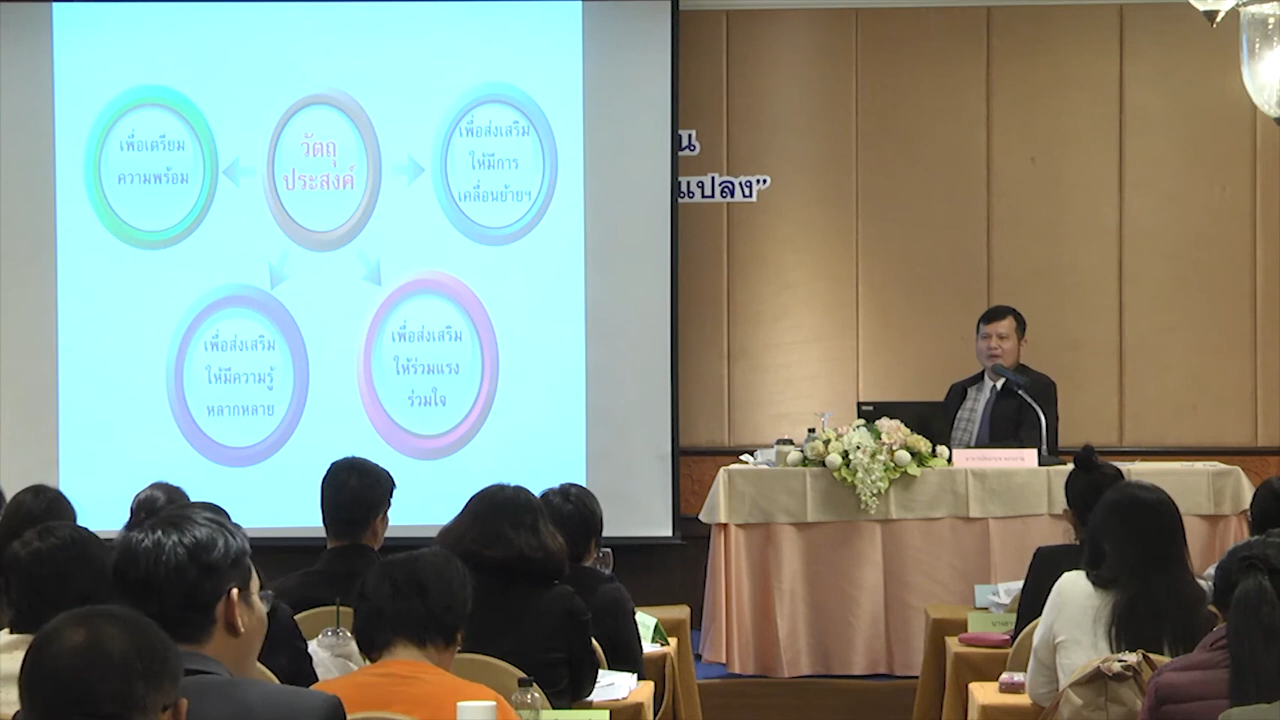 เพื่อเตรียม
ความพร้อม
วัตถุ
ประสงค์
เพื่อส่งเสริม
ให้มีการ
เคลื่อนย้ายฯ
เพื่อส่งเสริม
ให้มีความรู้
หลากหลาย
เพื่อส่งเสริม
ให้ร่วมแรง
ร่วมใจ
น
แปลง”